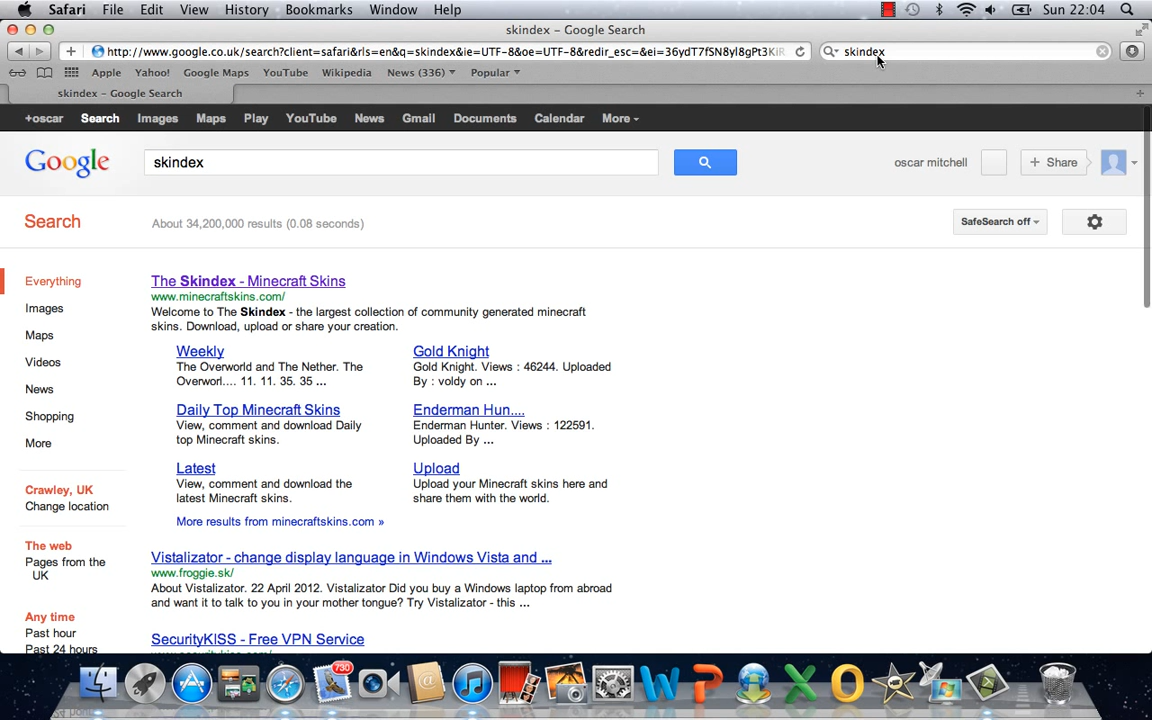 Safari File Edit View History Bookmarks Window Help Sun 22:04
skindex – Google Search
http://www.google.co.uk/search?client=safari&rls=en&q=skindex&ie=UTF-8&oe=UTF-8&redir_esc=&ei=36ydT7fSN8yl8gPt3KiR skindex
Apple Yahoo! Google Maps YouTube Wikipedia News (336) Popular
skindex – Google Search
+oscar Search Images Maps Play YouTube News Gmail Documents Calendar More
Google skindex oscar mitchell + Share
Search About 34,200,000 results (0.08 seconds) SafeSearch off
Everything
Images
Maps
Videos
News
Shopping
More
Crawley, UK
Change location
The web
Pages from the
UK
Any time
Past hour
Past 24 hours
The Skindex - Minecraft Skins
www.minecraftskins.com/
Welcome to The Skindex - the largest collection of community generated minecraft
skins. Download, upload or share your creation.
Weekly
The Overworld and The Nether. The
Overworl.... 11. 11. 35. 35 ...
Gold Knight
Gold Knight. Views : 46244. Uploaded
By : voldy on ...
Daily Top Minecraft Skins
View, comment and download Daily
top Minecraft skins.
Enderman Hun....
Enderman Hunter. Views : 122591.
Uploaded By ...
Latest
View, comment and download the
latest Minecraft skins.
Upload
Upload your Minecraft skins here and
share them with the world.
More results from minecraftskins.com »
Vistalizator - change display language in Windows Vista and ...
www.froggie.sk/
About Vistalizator. 22 April 2012. Vistalizator Did you buy a Windows laptop from abroad
and want it to talk to you in your mother tongue? Try Vistalizator - this ...
SecurityKISS - Free VPN Service
730